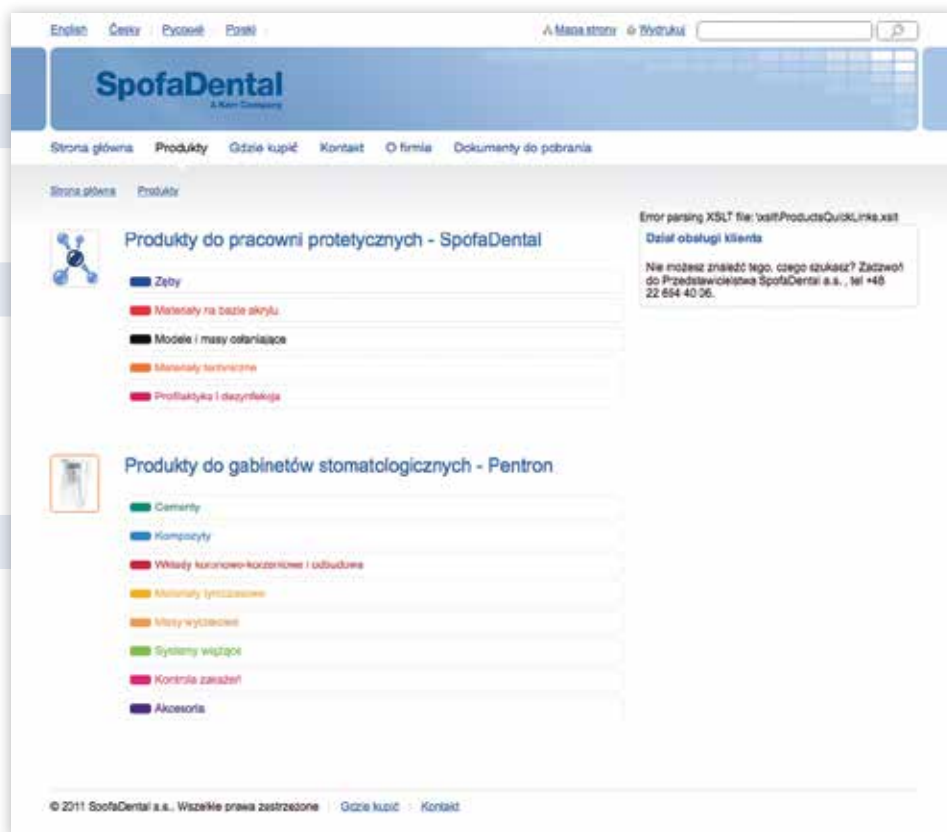 English Česky Русский Polski
Mapa strony Wydrukuj
SpofaDental
A Kerr Company
Strona główna Produkty Gdzie kupić Kontakt O firmie Dokumenty do pobrania
Strona główna Produkty
Produkty do pracowni protetycznych - SpofaDental
Zęby
Materiały na bazie akrylu
Modele i masy osłaniające
Materiały techniczne
Profilaktyka i dezynfekcja
Error parsing XSLT file: \xslt\ProductsQuickLinks.xslt
Dział obsługi klienta
Nie możesz znaleźć tego, czego szukasz? Zadzwoń
do Przedstawicielstwa SpofaDental a.s. , tel +48
22 694 40 06.
Produkty do gabinetów stomatologicznych - Pentron
Cementy
Kompozyty
Wkłady koronowo-korzeniowe i odbudowa
Materiały tymczasowe
Masy wyciskowe
Systemy wiążące
Kontrola zakażeń
Akcesoria
© 2011 SpofaDental a.s.. Wszelkie prawa zastrzeżone Gdzie kupić Kontakt